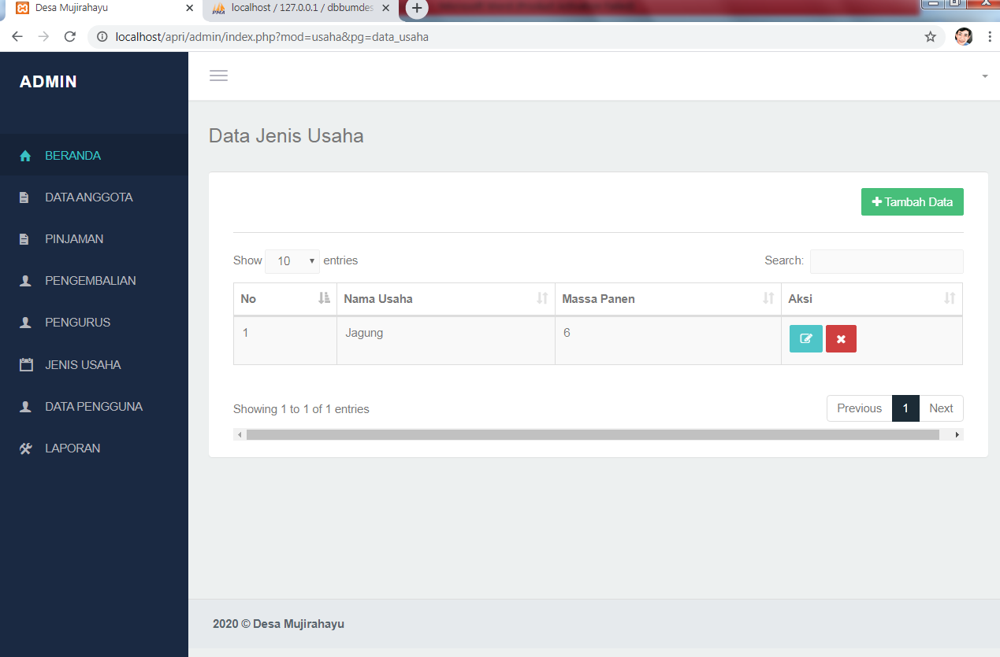 Desa Mujirahayu
localhost / 127.0.0.1 / dbbumdes
localhost/apri/admin/index.php?mod=usaha&pg=data_usaha
ADMIN
BERANDA
DATA ANGGOTA
PINJAMAN
PENGEMBALIAN
PENGURUS
JENIS USAHA
DATA PENGGUNA
LAPORAN
Data Jenis Usaha
Tambah Data
Show 10 entries
Search:
No Nama Usaha Massa Panen Aksi
1 Jagung 6
Showing 1 to 1 of 1 entries
Previous 1 Next
2020 © Desa Mujirahayu